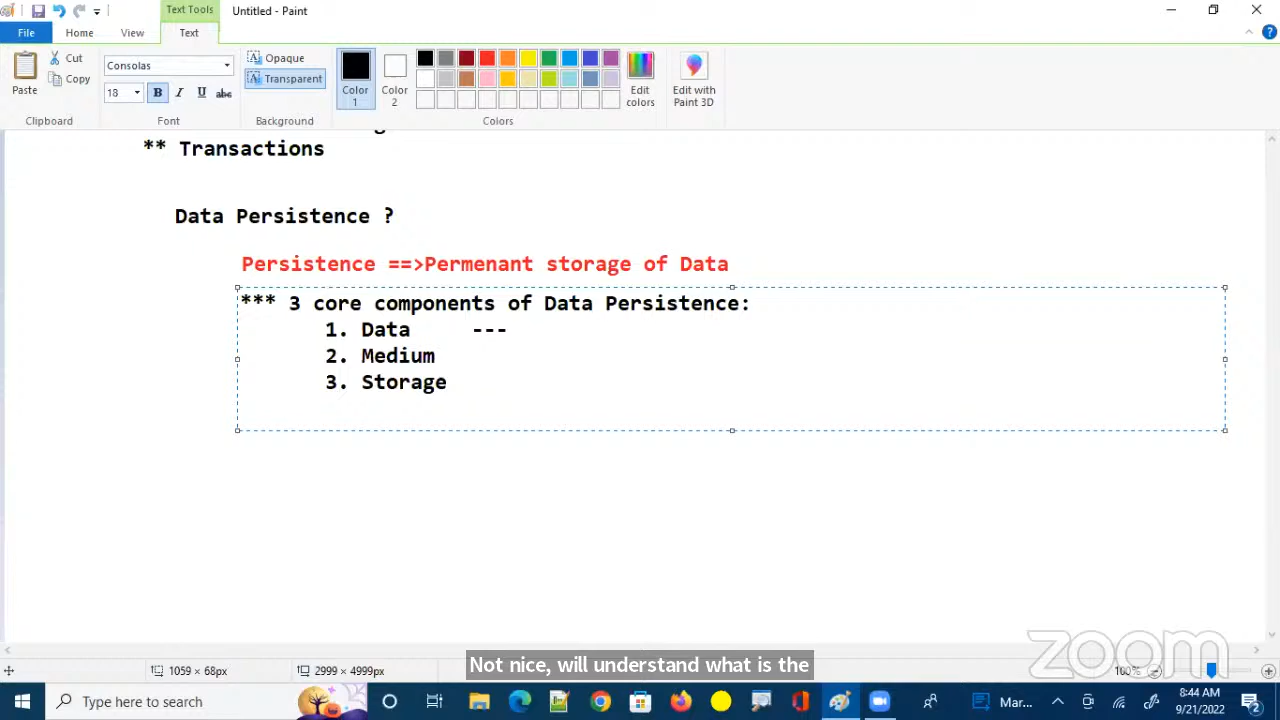 Text Tools
Untitled - Paint
File
Home
View
Text
Paste
Cut
Copy
Clipboard
Consolas
18
B
I
U
abc
Font
Opaque
Transparent
Background
Color
1
Color
2
Edit
colors
Colors
Edit with
Paint 3D
** Transactions
Data Persistence ?
Persistence ==>Permenant storage of Data
*** 3 core components of Data Persistence:
1. Data ---
2. Medium
3. Storage
zoom
Not nice, will understand what is the
1059 × 68px
2999 × 4999px
100%
Type here to search
Mar...
8:44 AM
9/21/2022
2